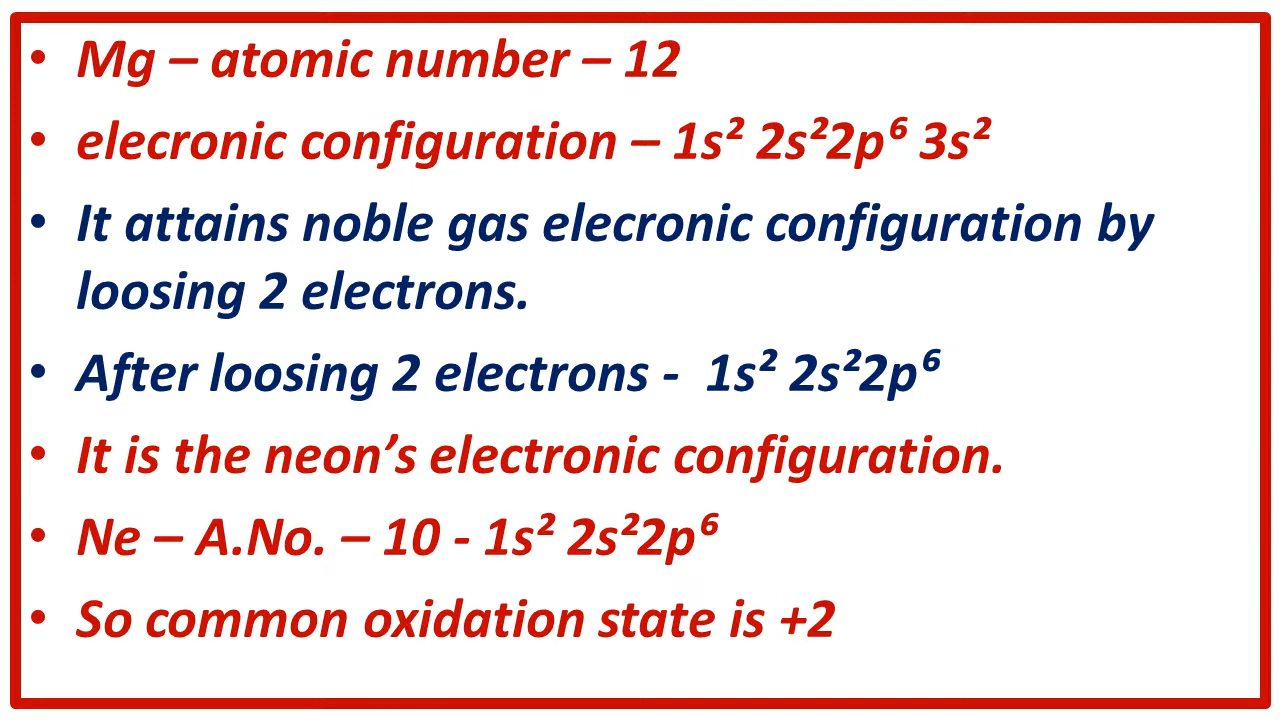 • Mg – atomic number – 12
• elecronic configuration – 1s² 2s²2p⁶ 3s²
• It attains noble gas elecronic configuration by
loosing 2 electrons.
• After loosing 2 electrons - 1s² 2s²2p⁶
• It is the neon’s electronic configuration.
• Ne – A.No. – 10 - 1s² 2s²2p⁶
• So common oxidation state is +2